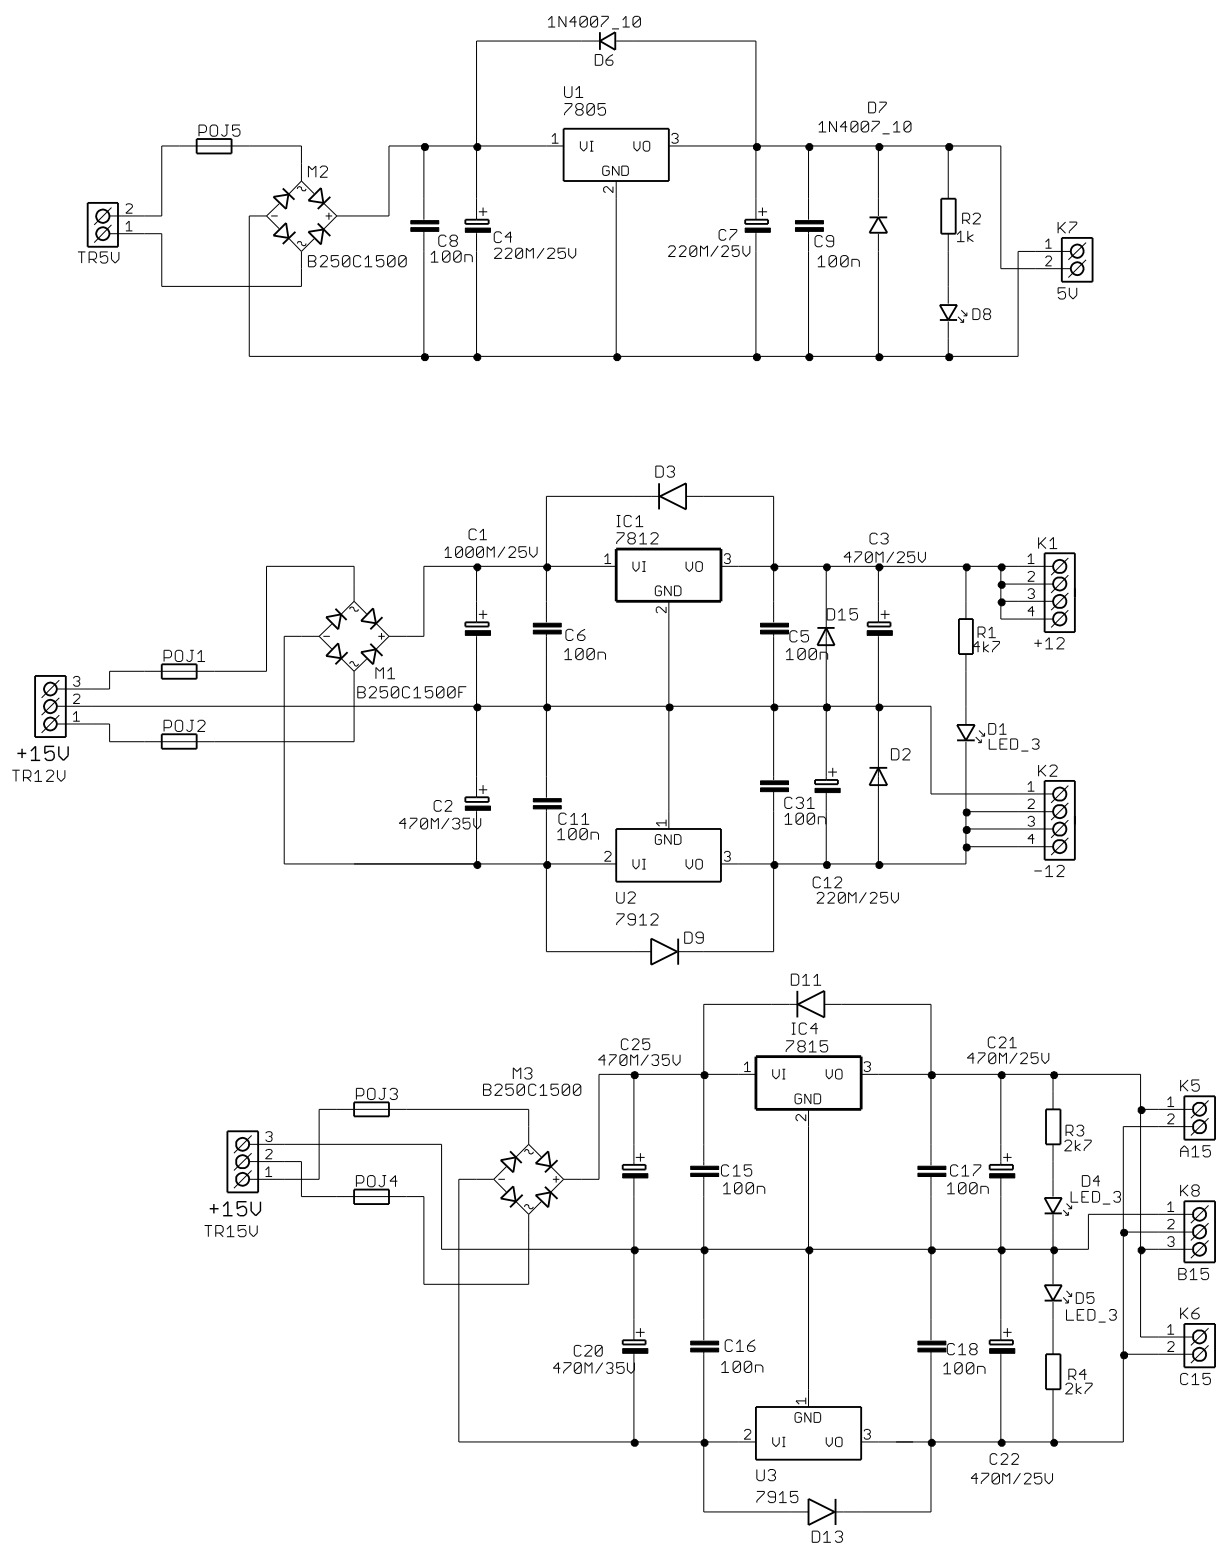 1N4007_10
D6
U1
7805
D7
1N4007_10
POJ5
1 VI VO 3
GND
2
M2
+
−
~
~
2
1
TR5V
B250C1500
+
C8
100n
+
C4
220M/25V
+
C7
220M/25V
C9
100n
R2
1k
D8
K7
1
2
5V
D3
IC1
7812
C1
1000M/25V
1 VI VO 3
GND
2
C3
470M/25V
K1
1
2
3
4
+12
POJ1
M1
B250C1500F
C6
100n
C5
100n
D15
R1
4k7
3
2
1
+15V
TR12V
POJ2
D1
LED_3
D2
K2
1
2
3
4
-12
C2
470M/35V
C11
100n
C31
100n
1
GND
2 VI VO 3
U2
7912
C12
220M/25V
D9
D11
IC4
7815
C25
470M/35V
1 VI VO 3
GND
2
C21
470M/25V
M3
B250C1500
POJ3
K5
1
2
A15
R3
2k7
3
2
1
+15V
TR15V
POJ4
C15
100n
C17
100n
D4
LED_3
K8
1
2
3
B15
D5
LED_3
K6
1
2
C15
C20
470M/35V
C16
100n
C18
100n
R4
2k7
1
GND
2 VI VO 3
U3
7915
C22
470M/25V
D13